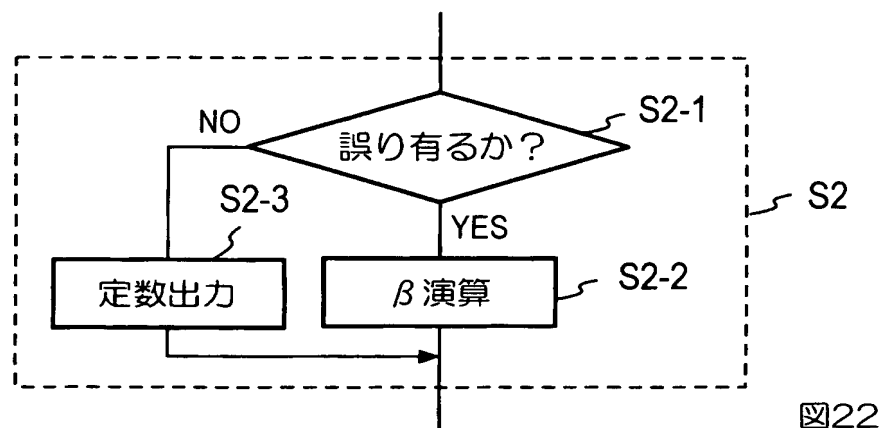 NO
誤り有るか？
S2-1
S2
S2-3
YES
定数出力
β演算
S2-2
図22